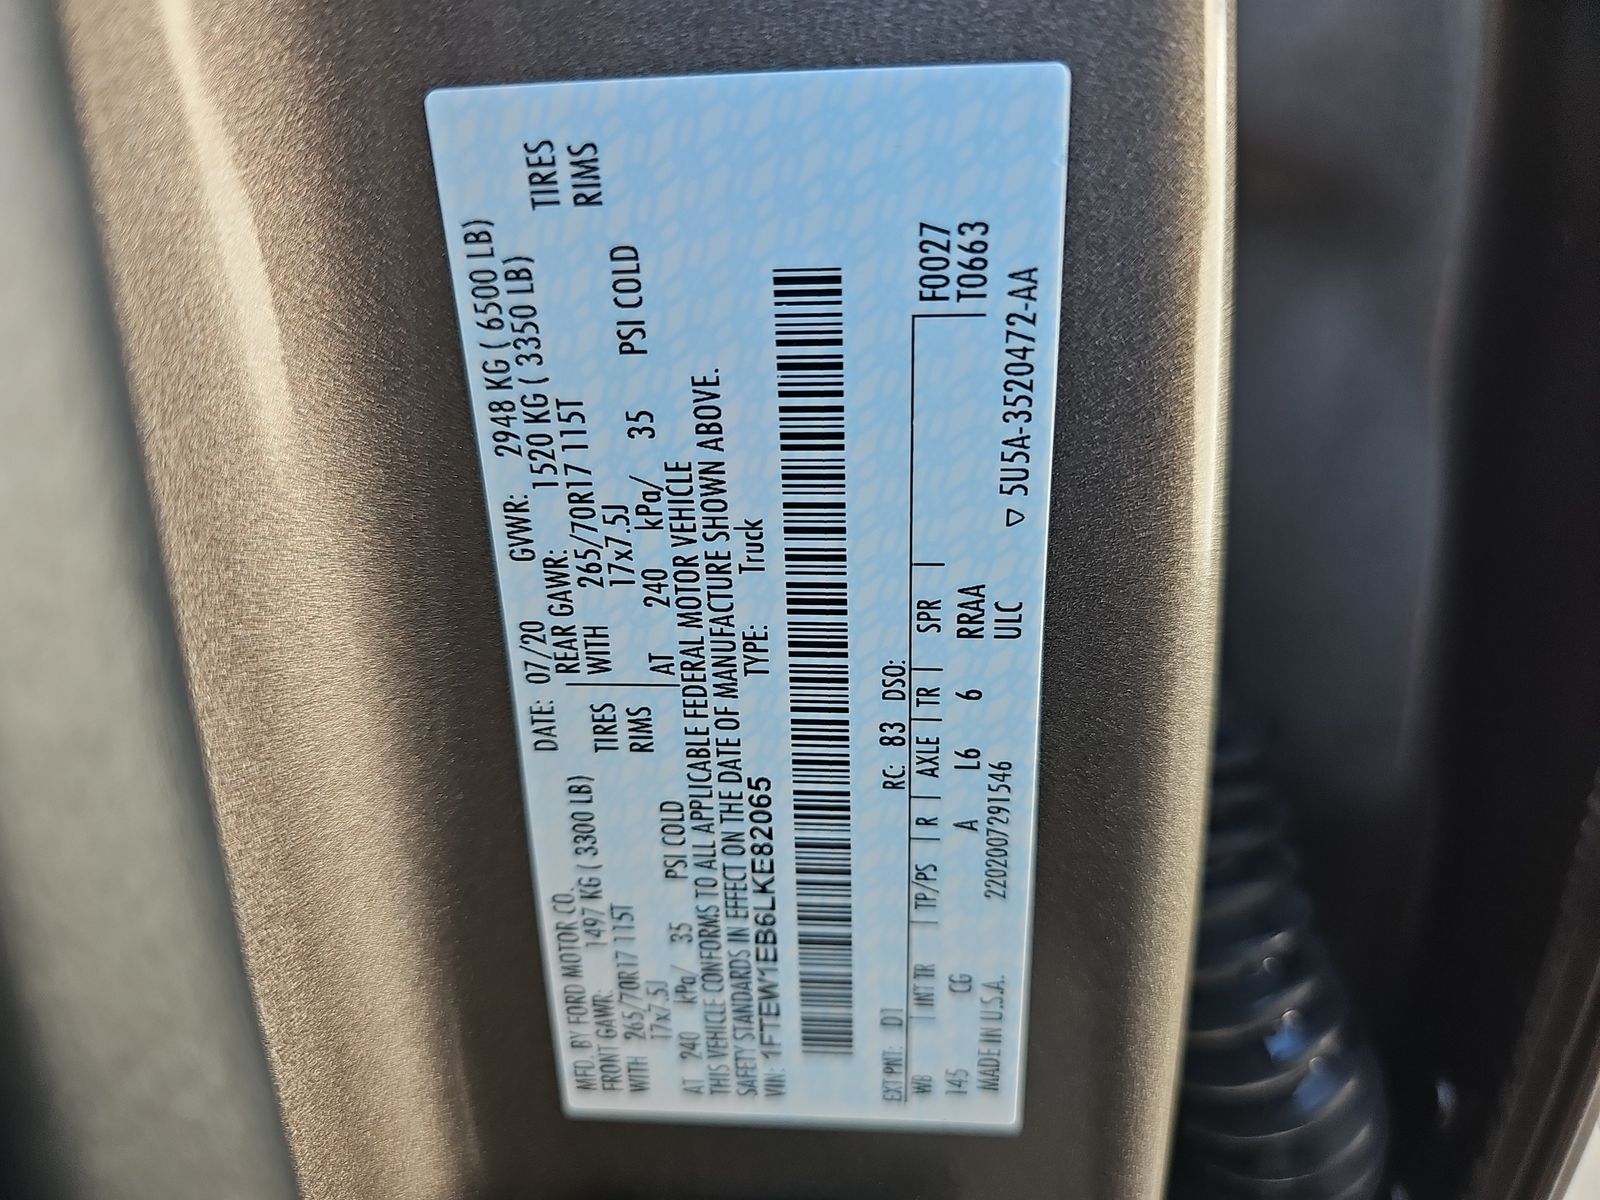 MFD. BY FORD MOTOR CO.
DATE: 07/20 GVWR: 2948 KG ( 6500 LB)
FRONT GAWR: 1497 KG ( 3300 LB) REAR GAWR: 1520 KG ( 3350 LB)
WITH 265/70R17 115T TIRES WITH 265/70R17 115T TIRES
17x7.5J RIMS 17x7.5J RIMS
AT 240 kPa/ 35 PSI COLD AT 240 kPa/ 35 PSI COLD
THIS VEHICLE CONFORMS TO ALL APPLICABLE FEDERAL MOTOR VEHICLE
SAFETY STANDARDS IN EFFECT ON THE DATE OF MANUFACTURE SHOWN ABOVE.
VIN: 1FTEW1EB6LKE82065 TYPE: Truck
EXT PNT: D1 RC: 83 DSO: F0027
WB | INT TR | TP/PS | R | AXLE | TR | SPR | T0663
145 CG A L6 6 RRAA
MADE IN U.S.A. 2202007291546 ULC ▽ 5U5A-3520472-AA